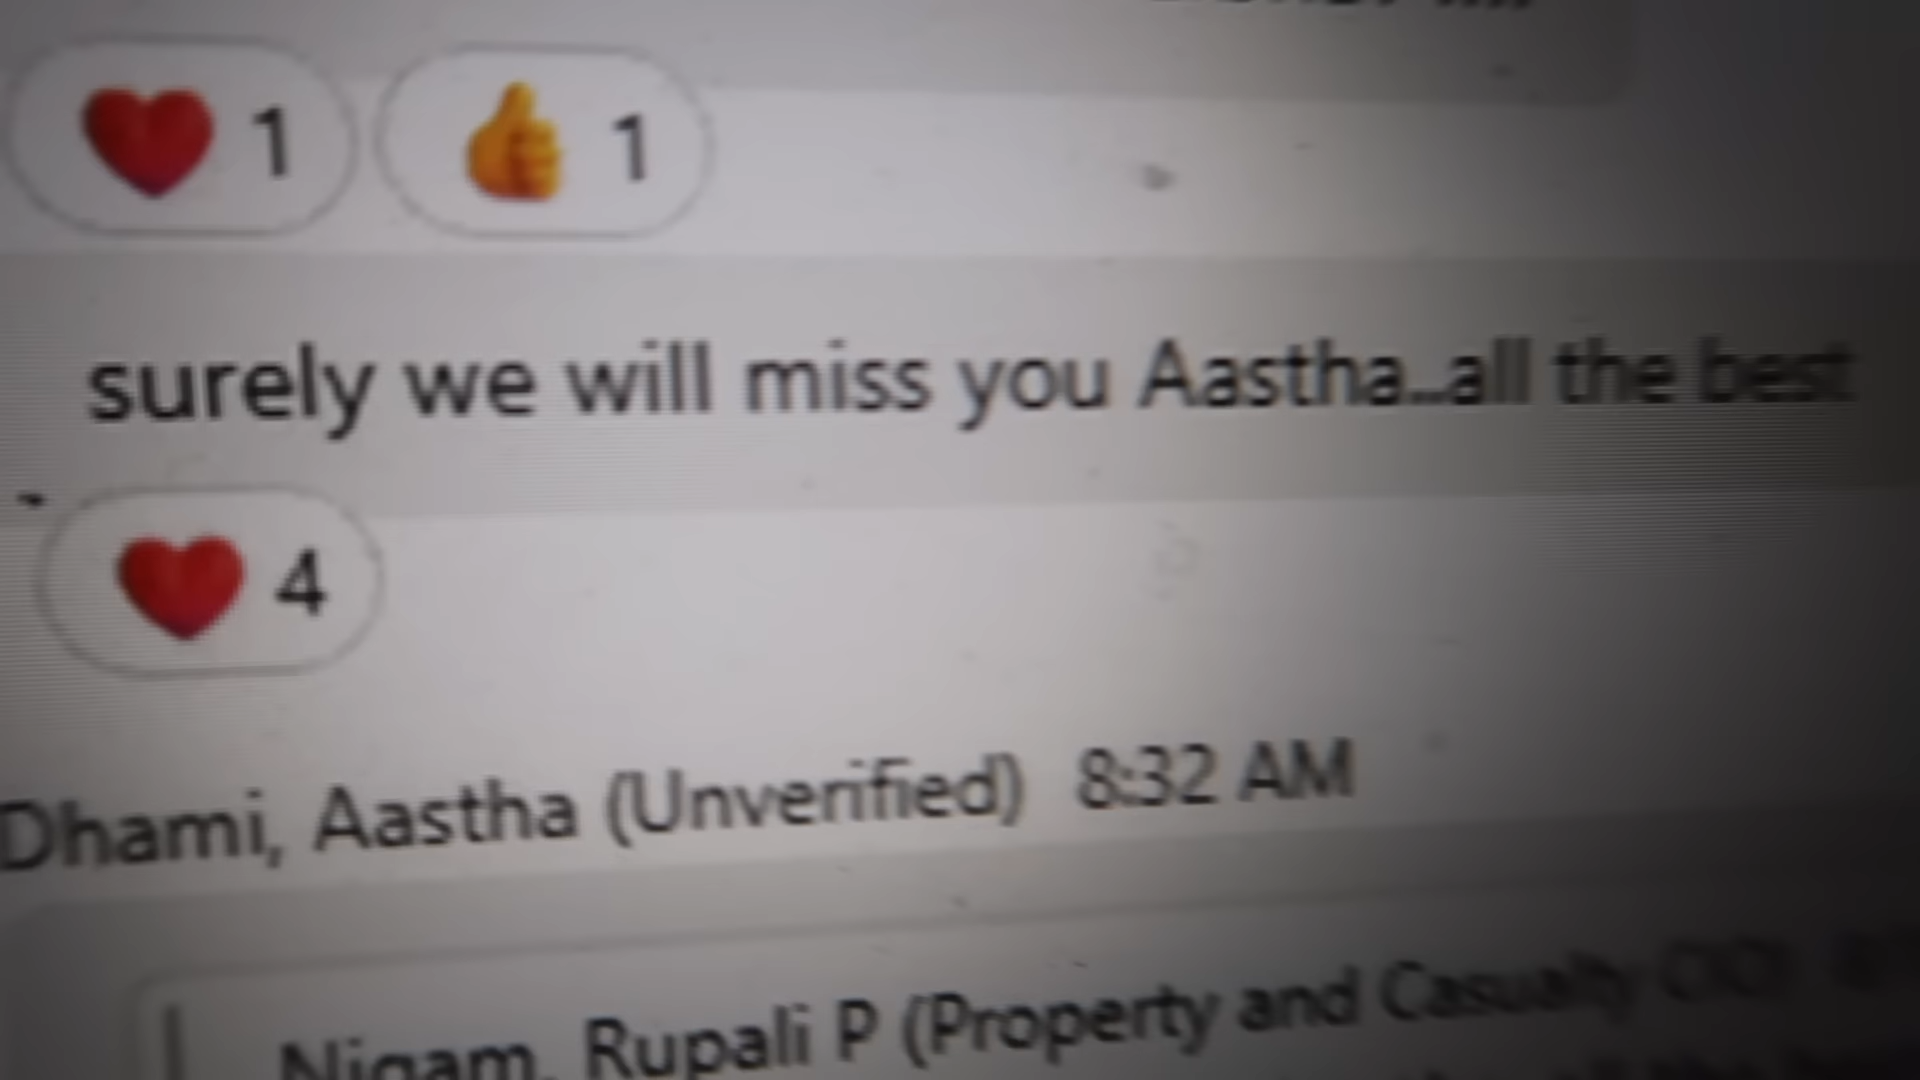 1 1
surely we will miss you Aastha...all the best
4
Dhami, Aastha (Unverified) 8:32 AM
Nigam, Rupali P (Property and Casualty